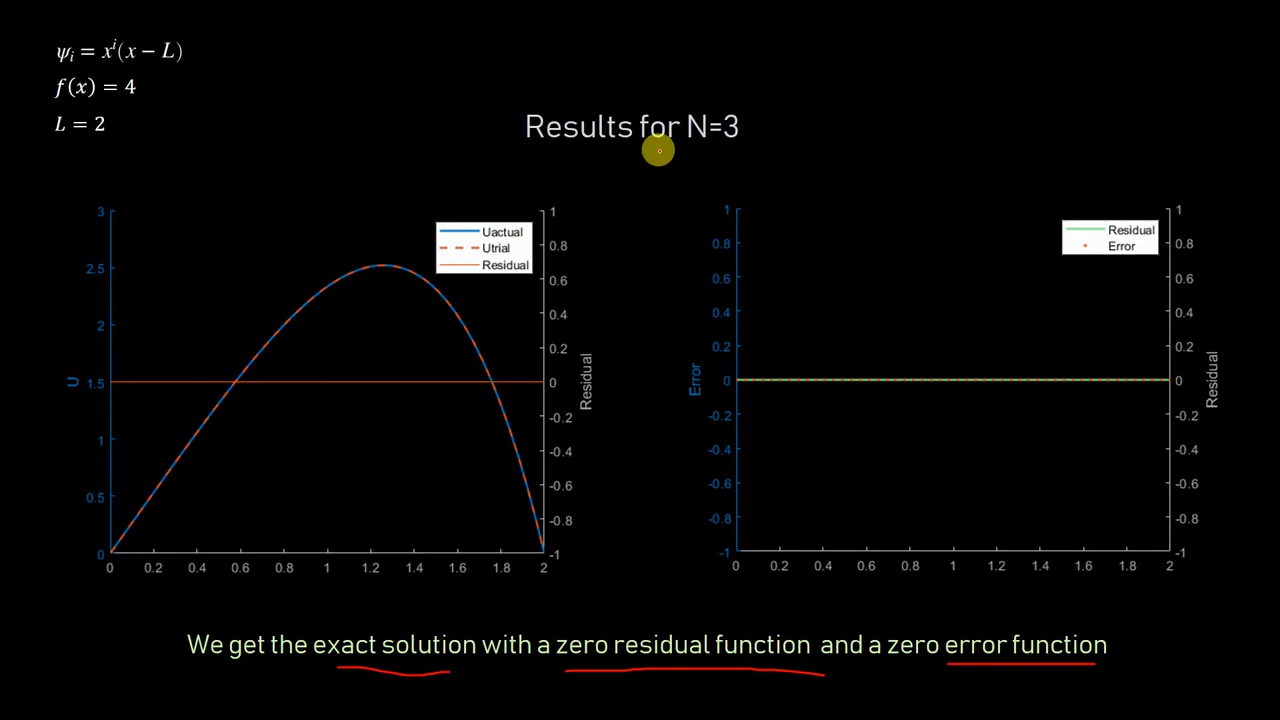 ψᵢ = xⁱ(x − L)
f(x) = 4
L = 2
Results for N=3
Uactual
Utrial
Residual
3
2.5
2
1.5
1
0.5
0
U
1
0.8
0.6
0.4
0.2
0
-0.2
-0.4
-0.6
-0.8
-1
Residual
0 0.2 0.4 0.6 0.8 1 1.2 1.4 1.6 1.8 2
Residual
Error
1
0.8
0.6
0.4
0.2
0
-0.2
-0.4
-0.6
-0.8
-1
Error
1
0.8
0.6
0.4
0.2
0
-0.2
-0.4
-0.6
-0.8
-1
Residual
0 0.2 0.4 0.6 0.8 1 1.2 1.4 1.6 1.8 2
We get the exact solution with a zero residual function and a zero error function